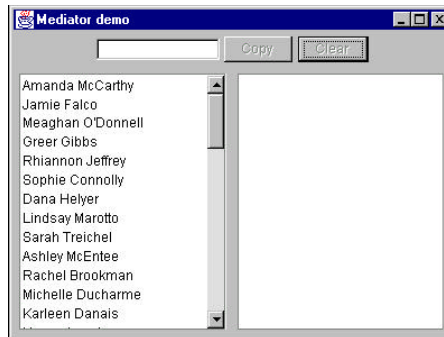 Mediator demo
Copy Clear
Amanda McCarthy
Jamie Falco
Meaghan O'Donnell
Greer Gibbs
Rhiannon Jeffrey
Sophie Connolly
Dana Helyer
Lindsay Marotto
Sarah Treichel
Ashley McEntee
Rachel Brookman
Michelle Ducharme
Karleen Danais